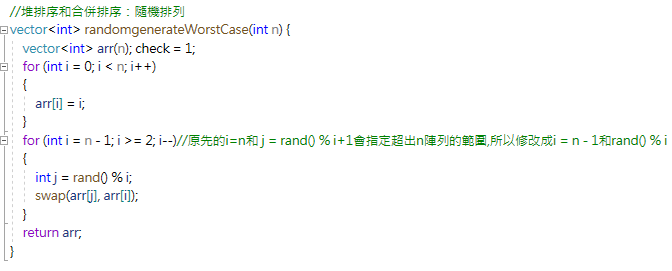 //堆排序和合併排序：隨機排列
vector<int> randomgenerateWorstCase(int n) {
vector<int> arr(n); check = 1;
for (int i = 0; i < n; i++)
{
arr[i] = i;
}
for (int i = n - 1; i >= 2; i--)//原先的i=n和 j = rand() % i+1會指定超出n陣列的範圍,所以修改成i = n - 1和rand() % i
{
int j = rand() % i;
swap(arr[j], arr[i]);
}
return arr;
}